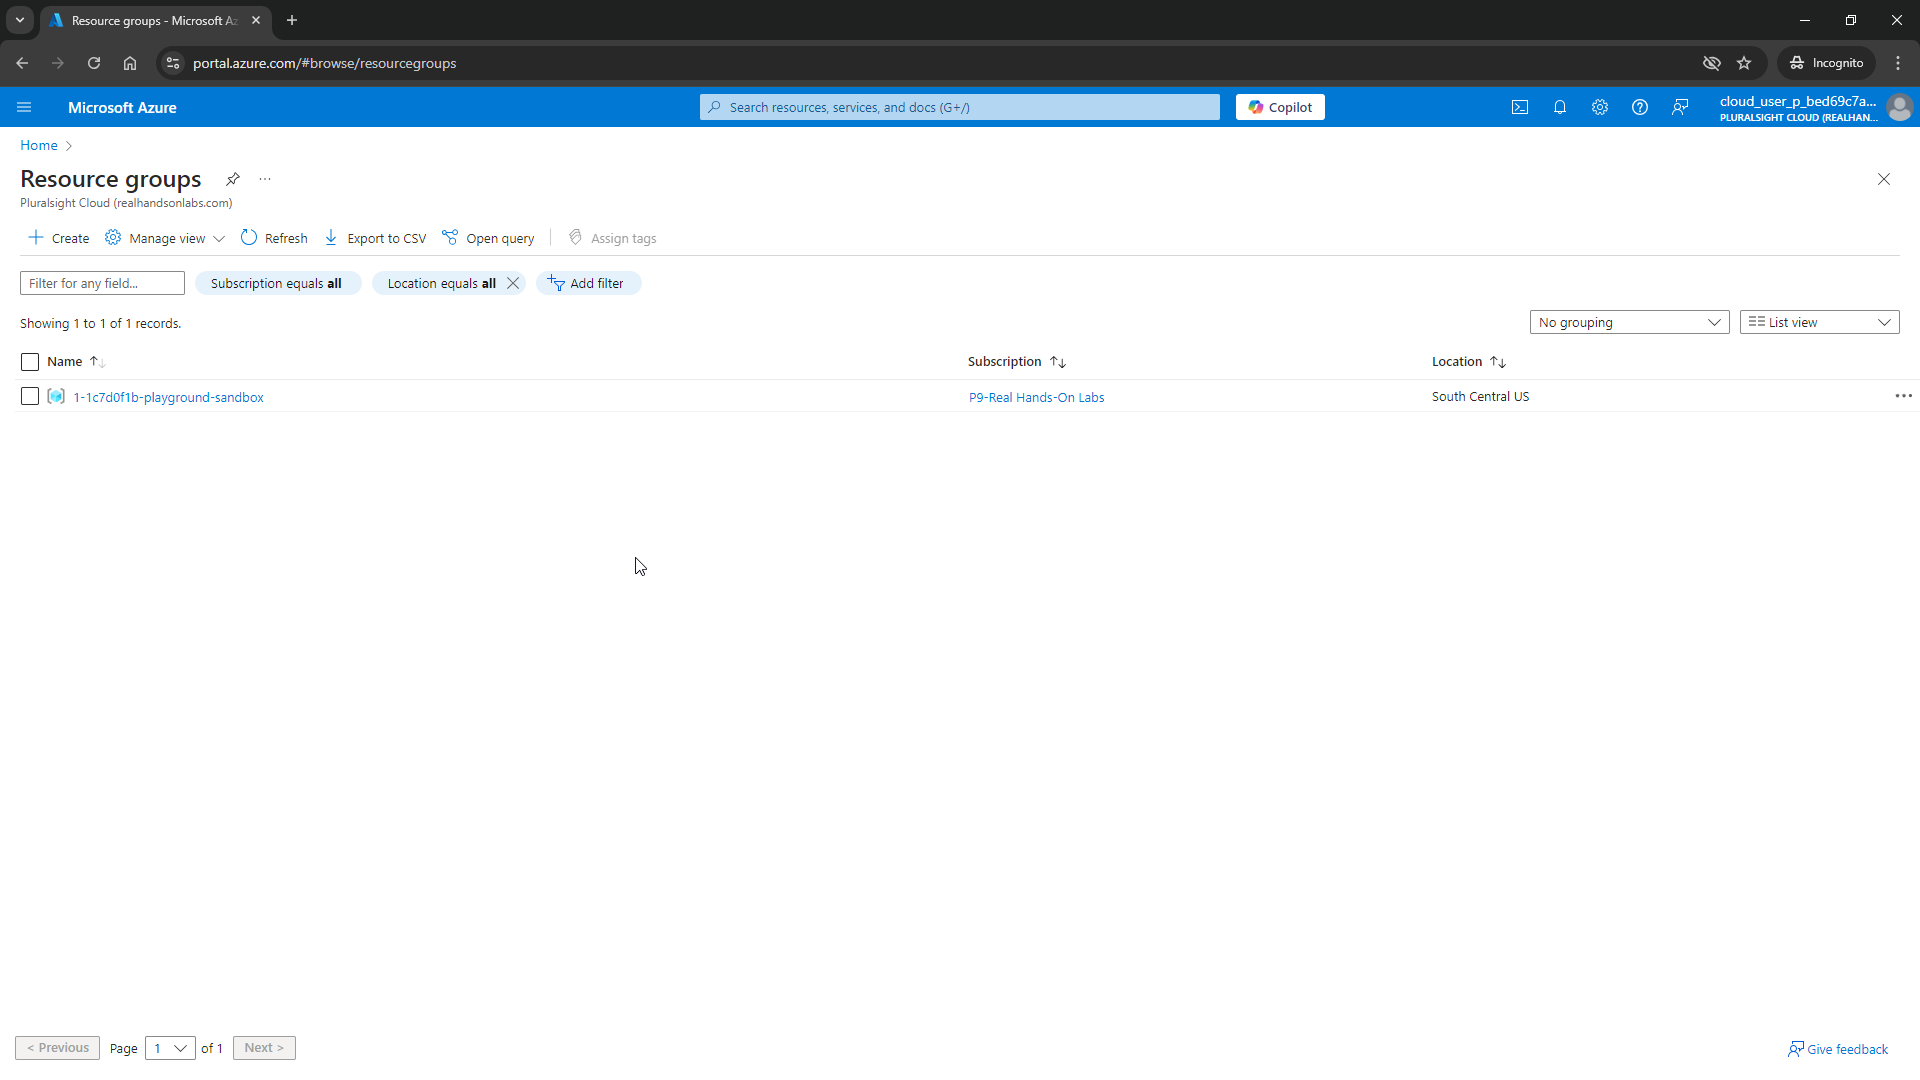 Resource groups - Microsoft Az
portal.azure.com/#browse/resourcegroups
Incognito
Microsoft Azure
Search resources, services, and docs (G+/)
Copilot
cloud_user_p_bed69c7a...
PLURALSIGHT CLOUD (REALHAN...
Home
Resource groups
Pluralsight Cloud (realhandsonlabs.com)
Create
Manage view
Refresh
Export to CSV
Open query
Assign tags
Filter for any field...
Subscription equals all
Location equals all
Add filter
Showing 1 to 1 of 1 records.
No grouping
List view
Name
Subscription
Location
1-1c7d0f1b-playground-sandbox
P9-Real Hands-On Labs
South Central US
< Previous
Page
1
of 1
Next >
Give feedback